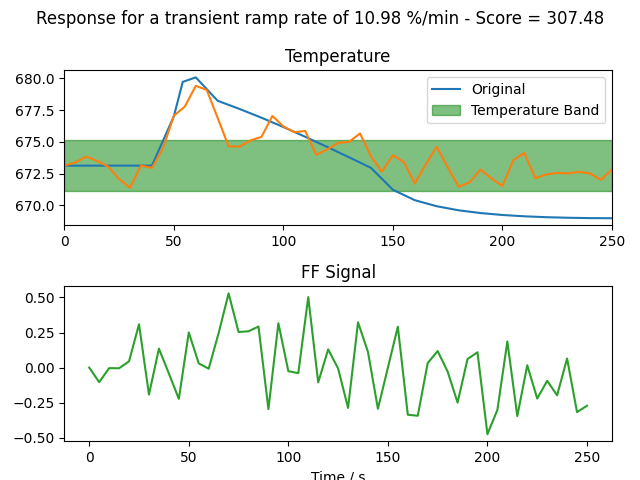 Response for a transient ramp rate of 10.98 %/min - Score = 307.48
Temperature
680.0
677.5
675.0
672.5
670.0
Original
Temperature Band
0 50 100 150 200 250
FF Signal
0.50
0.25
0.00
−0.25
−0.50
0 50 100 150 200 250
Time / s